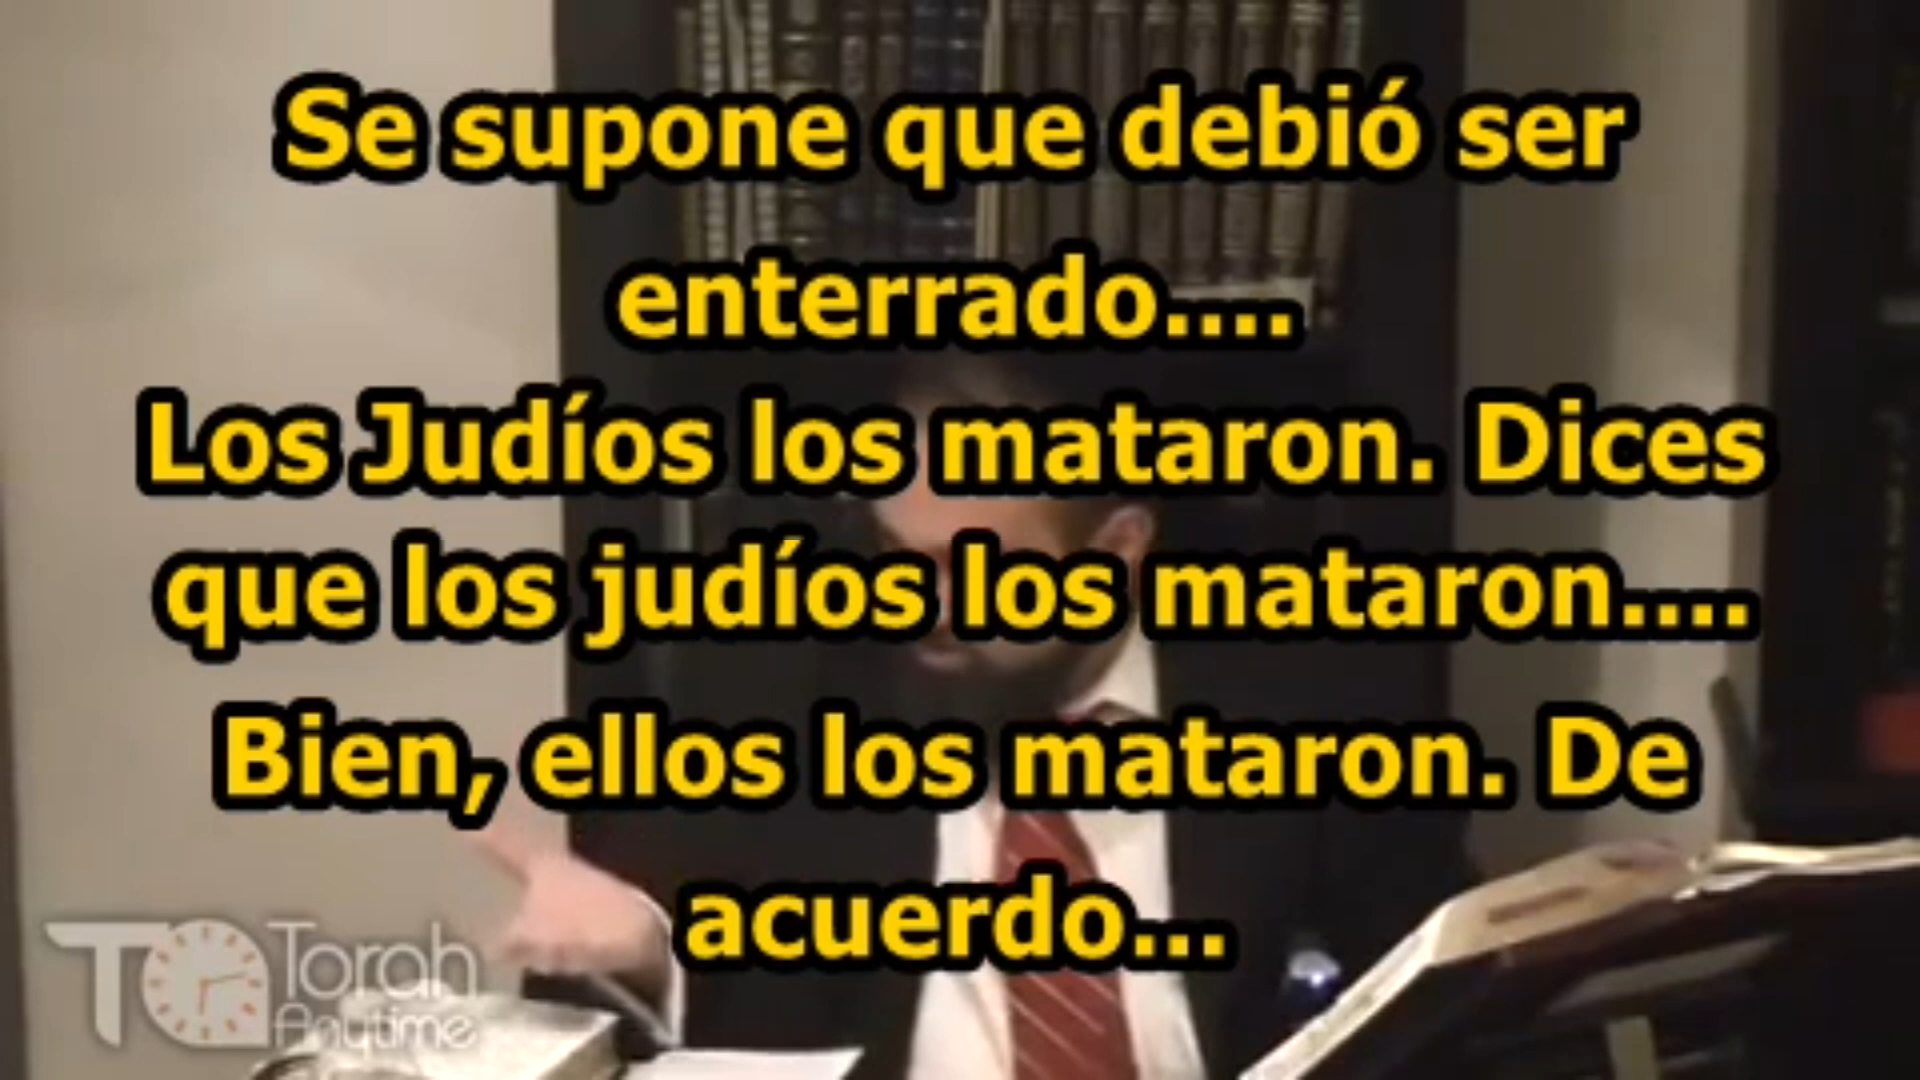 Se supone que debió ser
enterrado....
Los Judíos los mataron. Dices
que los judíos los mataron....
Bien, ellos los mataron. De
acuerdo...
Torah
Anytime